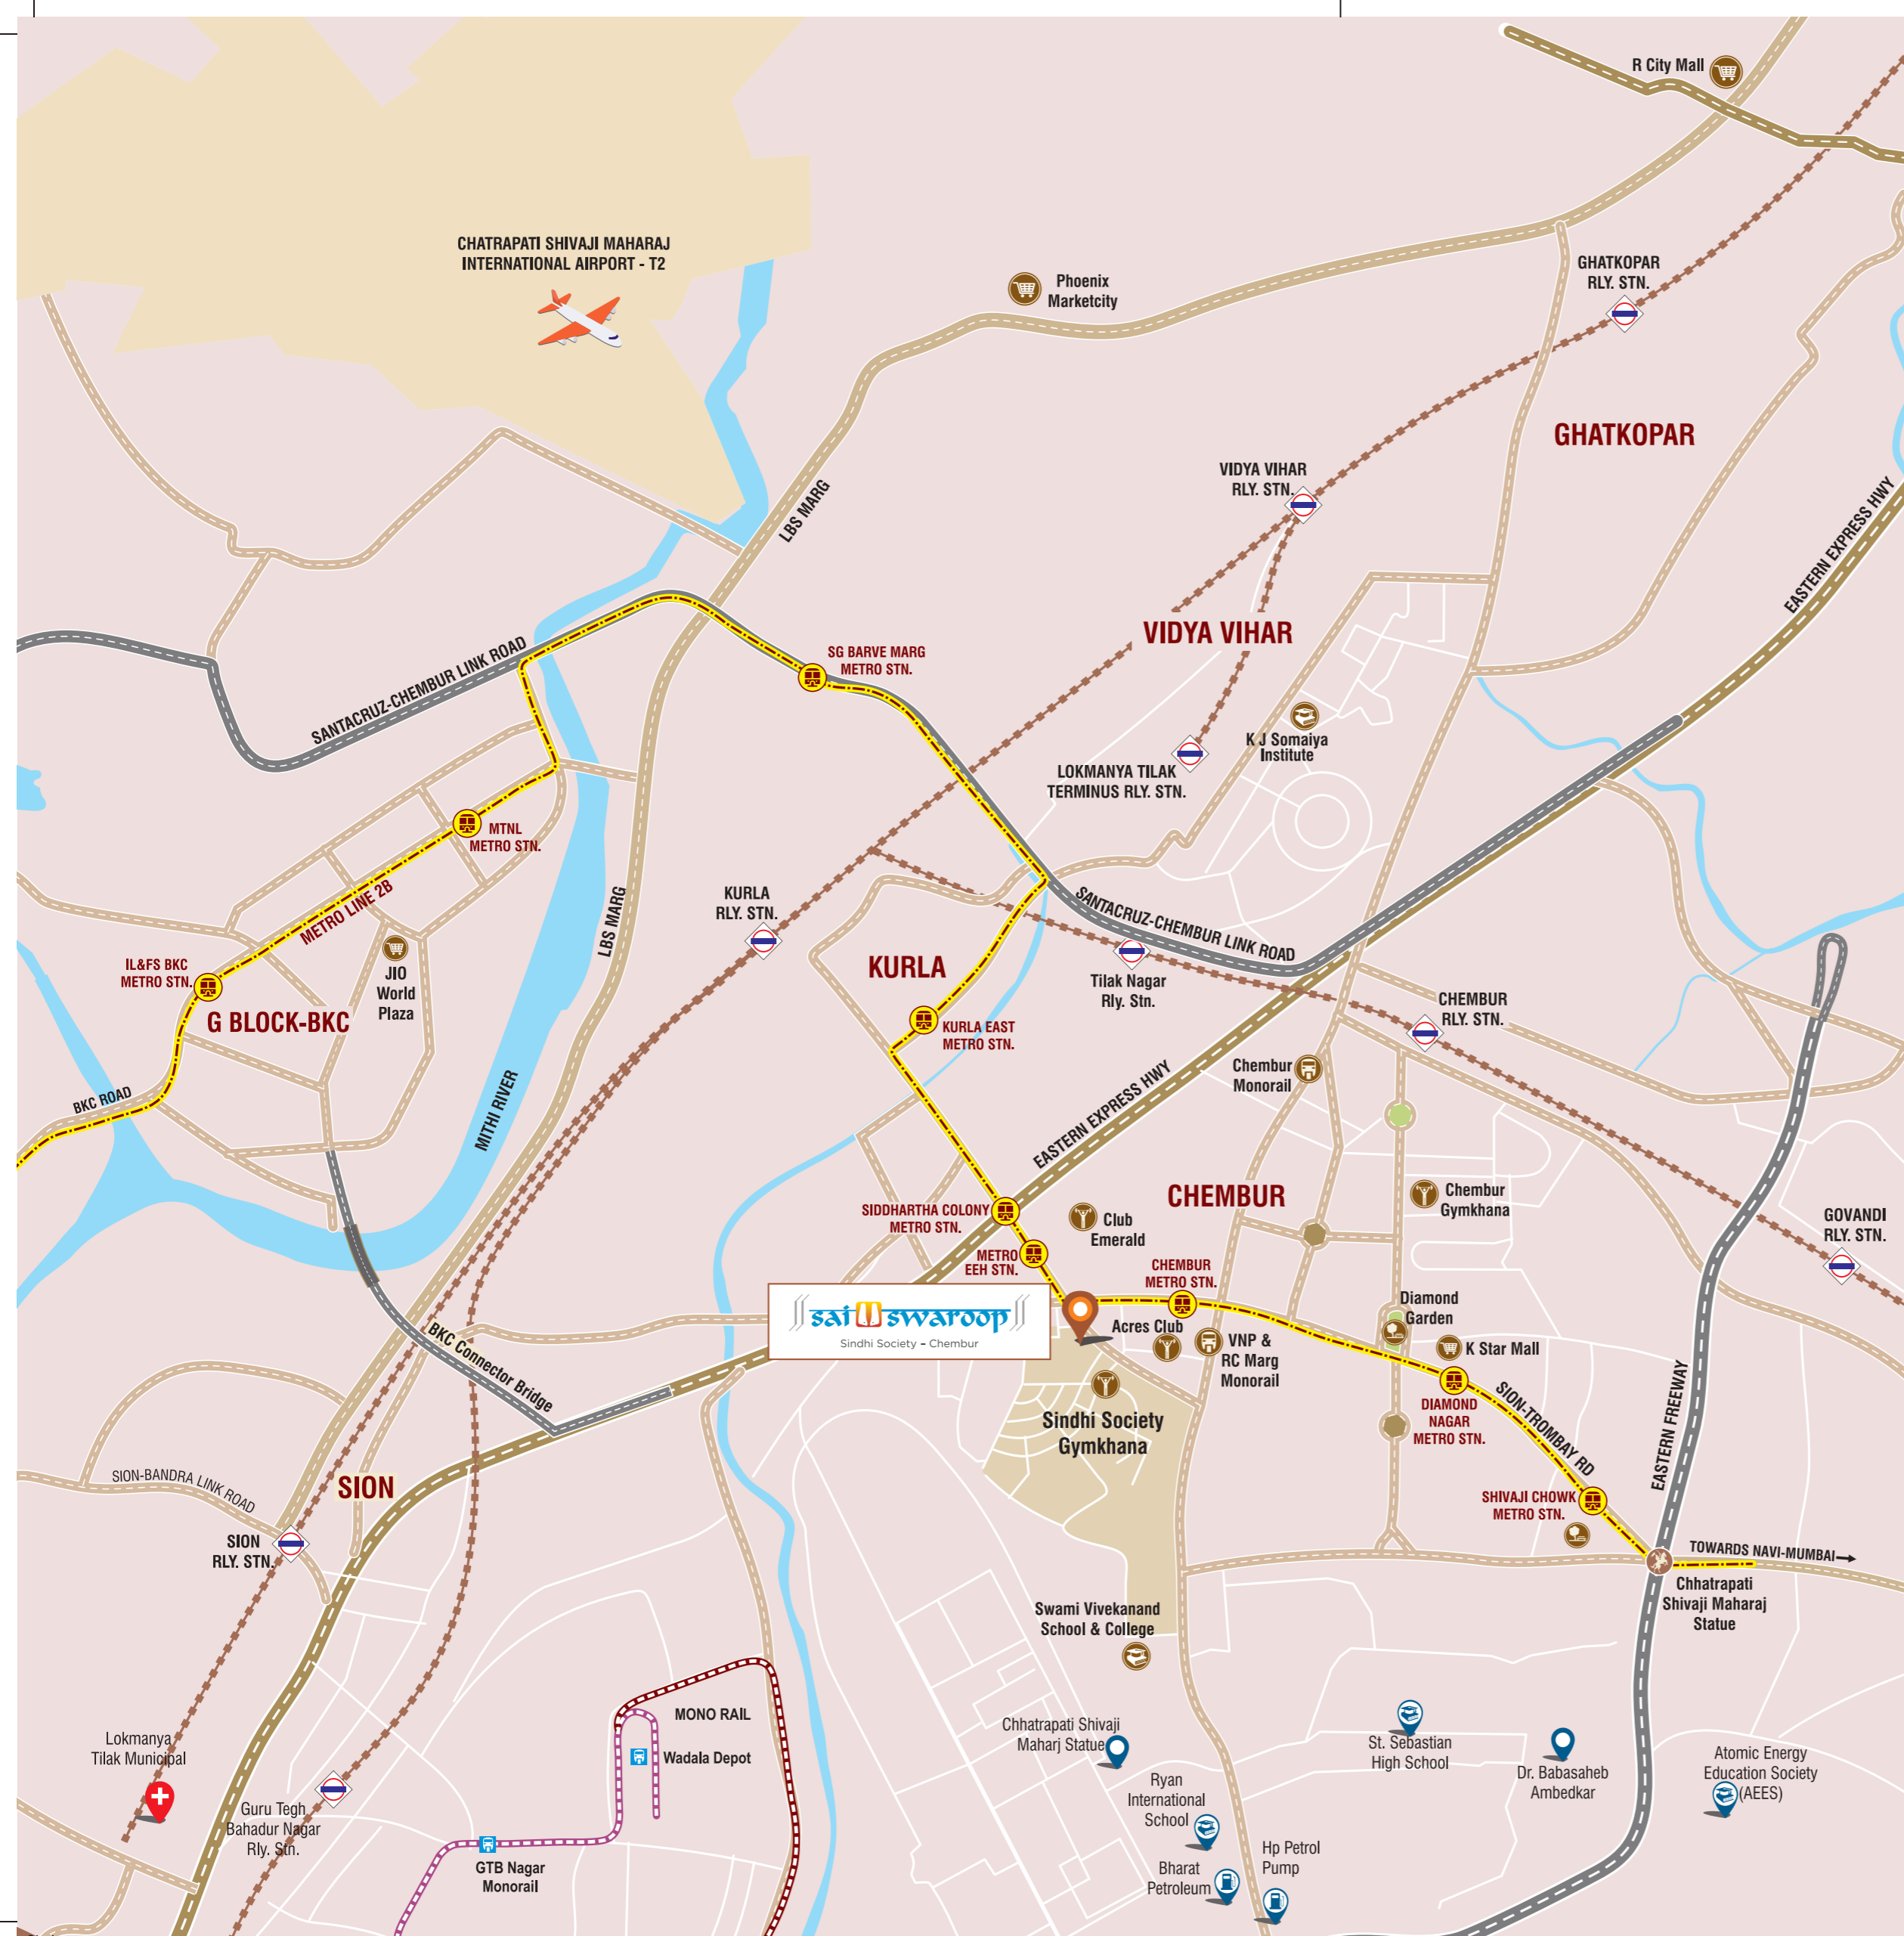 R City Mall
CHATRAPATI SHIVAJI MAHARAJ
INTERNATIONAL AIRPORT - T2
Phoenix
Marketcity
GHATKOPAR
RLY. STN.
GHATKOPAR
VIDYA VIHAR
RLY. STN.
LBS MARG
EASTERN EXPRESS HWY
VIDYA VIHAR
SANTACRUZ-CHEMBUR LINK ROAD
SG BARVE MARG
METRO STN.
K J Somaiya
Institute
LOKMANYA TILAK
TERMINUS RLY. STN.
MTNL
METRO STN.
METRO LINE 2B
KURLA
RLY. STN.
LBS MARG
SANTACRUZ-CHEMBUR LINK ROAD
IL&FS BKC
METRO STN.
JIO
World
Plaza
KURLA
Tilak Nagar
Rly. Stn.
G BLOCK-BKC
CHEMBUR
RLY. STN.
KURLA EAST
METRO STN.
Chembur
Monorail
BKC ROAD
MITHI RIVER
EASTERN EXPRESS HWY
CHEMBUR
Chembur
Gymkhana
SIDDHARTHA COLONY
METRO STN.
Club
Emerald
GOVANDI
RLY. STN.
METRO
EEH STN.
CHEMBUR
METRO STN.
sai swaroop
Sindhi Society – Chembur
Diamond
Garden
Acres Club
VNP &
RC Marg
Monorail
K Star Mall
BKC Connector Bridge
EASTERN FREEWAY
Sindhi Society
Gymkhana
DIAMOND
NAGAR
METRO STN.
SION-TROMBAY RD
SION-BANDRA LINK ROAD
SION
SHIVAJI CHOWK
METRO STN.
SION
RLY. STN.
TOWARDS NAVI-MUMBAI
Chhatrapati
Shivaji Maharaj
Statue
Swami Vivekanand
School & College
MONO RAIL
Wadala Depot
Lokmanya
Tilak Municipal
Chhatrapati Shivaji
Maharj Statue
St. Sebastian
High School
Dr. Babasaheb
Ambedkar
Atomic Energy
Education Society
(AEES)
Ryan
International
School
Guru Tegh
Bahadur Nagar
Rly. Stn.
GTB Nagar
Monorail
Hp Petrol
Pump
Bharat
Petroleum